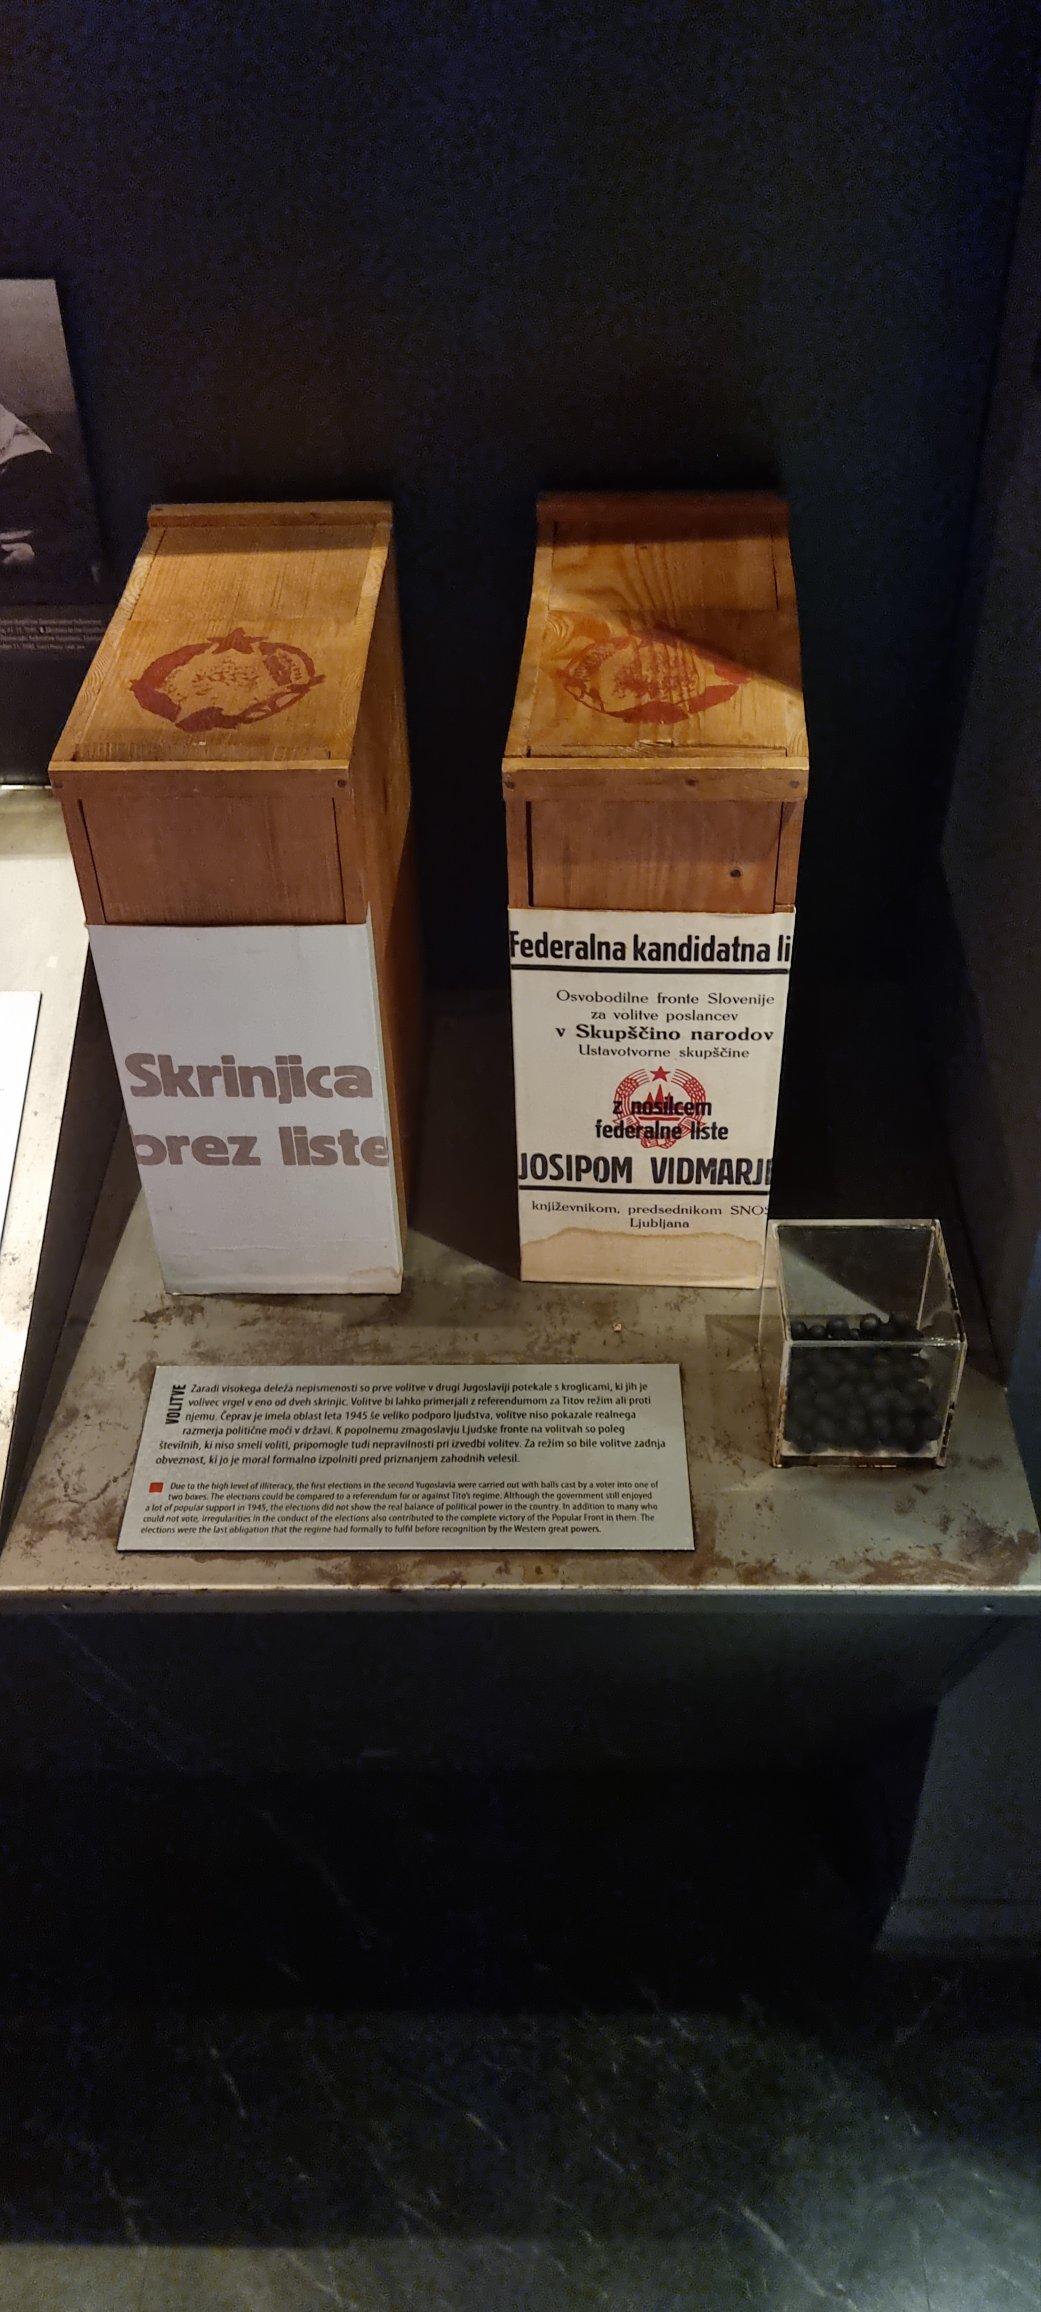 Skrinjica
brez liste
Federalna kandidatna li
Osvobodilne fronte Slovenije
za volitve poslancev
v Skupščino narodov
Ustavotvorne skupščine
z nosilcem
federalne liste
JOSIPOM VIDMARJE
književnikom, predsednikom SNOS
Ljubljana
VOLITVE
Zaradi visokega deleža nepismenosti so prve volitve v drugi Jugoslaviji potekale s kroglicami, ki jih je
volivec vrgel v eno od dveh skrinjic. Volitve bi lahko primerjali z referendumom za Titov režim ali proti
njemu. Čeprav je imela oblast leta 1945 še veliko podporo ljudstva, volitve niso pokazale realnega
razmerja politične moči v državi. K popolnemu zmagoslavju Ljudske fronte na volitvah so poleg
številnih, ki niso smeli voliti, pripomogle tudi nepravilnosti pri izvedbi volitev. Za režim so bile volitve zadnja
obveznost, ki jo je moral formalno izpolniti pred priznanjem zahodnih velesil.
Due to the high level of illiteracy, the first elections in the second Yugoslavia were carried out with balls cast by a voter into one of
two boxes. The elections could be compared to a referendum for or against Tito's regime. Although the government still enjoyed
a lot of popular support in 1945, the elections did not show the real balance of political power in the country. In addition to many who
could not vote, irregularities in the conduct of the elections also contributed to the complete victory of the Popular Front in them. The
elections were the last obligation that the regime had formally to fulfil before recognition by the Western great powers.